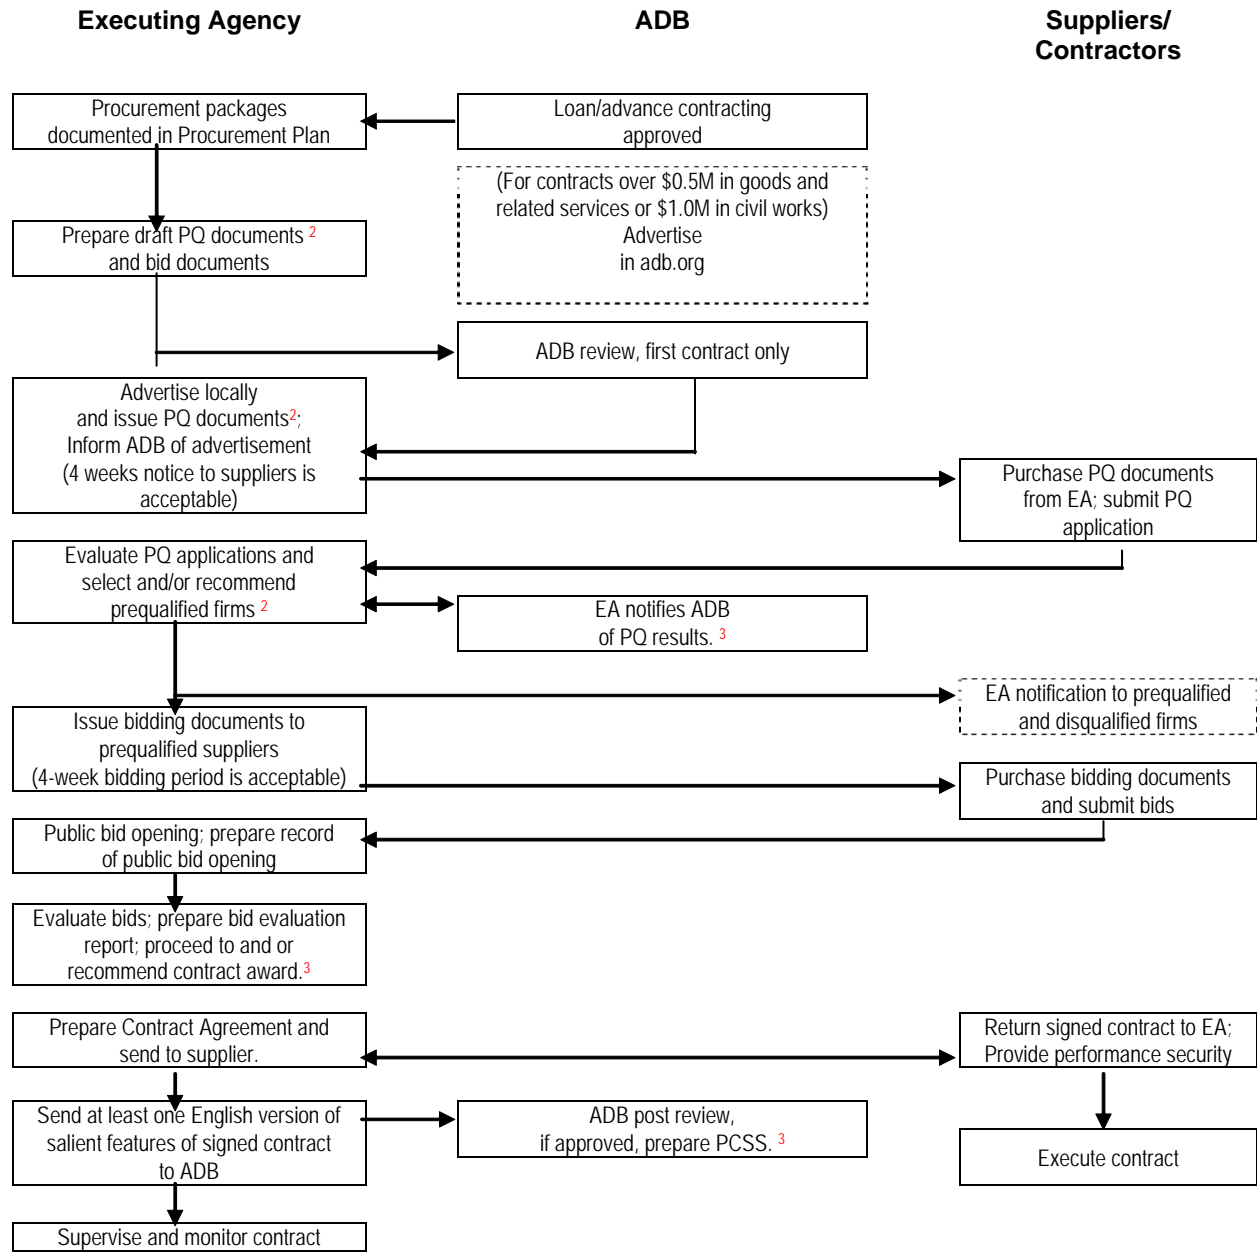 Executing Agency
ADB
Suppliers/
Contractors
Procurement packages
documented in Procurement Plan
Loan/advance contracting
approved
(For contracts over $0.5M in goods and
related services or $1.0M in civil works)
Advertise
in adb.org
Prepare draft PQ documents 2
and bid documents
ADB review, first contract only
Advertise locally
and issue PQ documents2;
Inform ADB of advertisement
(4 weeks notice to suppliers is
acceptable)
Purchase PQ documents
from EA; submit PQ
application
Evaluate PQ applications and
select and/or recommend
prequalified firms 2
EA notifies ADB
of PQ results. 3
EA notification to prequalified
and disqualified firms
Issue bidding documents to
prequalified suppliers
(4-week bidding period is acceptable)
Purchase bidding documents
and submit bids
Public bid opening; prepare record
of public bid opening
Evaluate bids; prepare bid evaluation
report; proceed to and or
recommend contract award.3
Prepare Contract Agreement and
send to supplier.
Return signed contract to EA;
Provide performance security
Send at least one English version of
salient features of signed contract
to ADB
ADB post review,
if approved, prepare PCSS. 3
Execute contract
Supervise and monitor contract